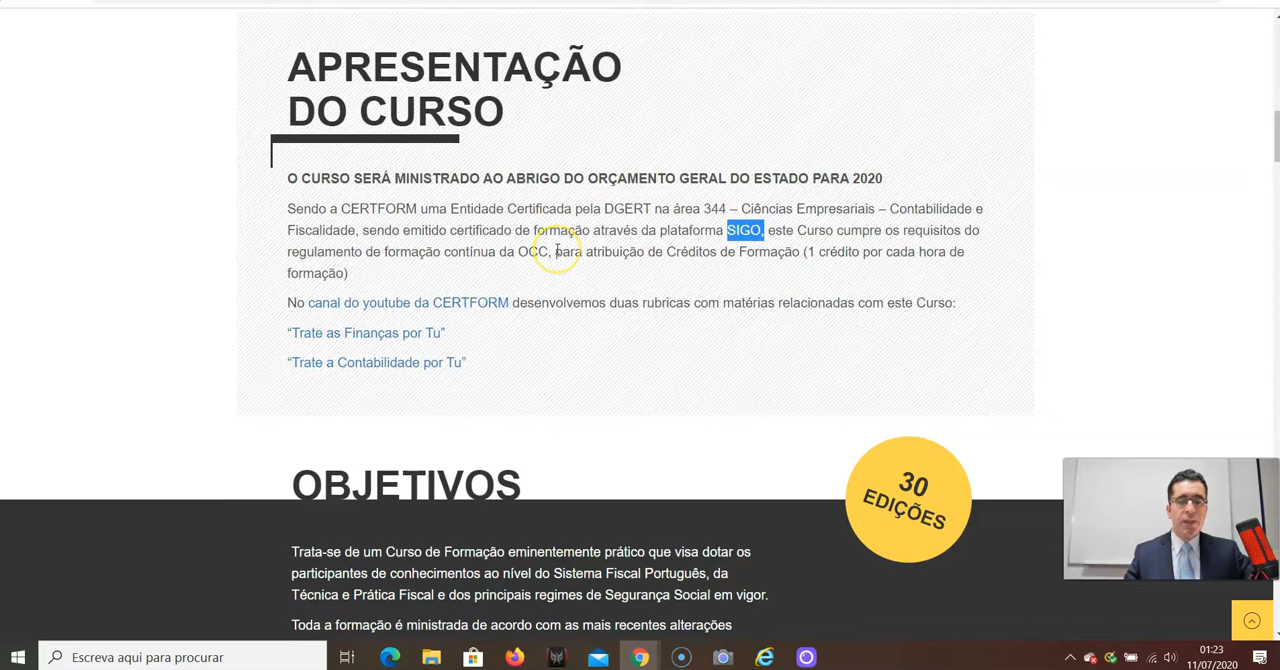 APRESENTAÇÃO
DO CURSO
O CURSO SERÁ MINISTRADO AO ABRIGO DO ORÇAMENTO GERAL DO ESTADO PARA 2020
Sendo a CERTFORM uma Entidade Certificada pela DGERT na área 344 – Ciências Empresariais – Contabilidade e
Fiscalidade, sendo emitido certificado de formação através da plataforma SIGO, este Curso cumpre os requisitos do
regulamento de formação contínua da OCC, para atribuição de Créditos de Formação (1 crédito por cada hora de
formação)
No canal do youtube da CERTFORM desenvolvemos duas rubricas com matérias relacionadas com este Curso:
“Trate as Finanças por Tu”
“Trate a Contabilidade por Tu”
OBJETIVOS
30
EDIÇÕES
Trata-se de um Curso de Formação eminentemente prático que visa dotar os
participantes de conhecimentos ao nível do Sistema Fiscal Português, da
Técnica e Prática Fiscal e dos principais regimes de Segurança Social em vigor.
Toda a formação é ministrada de acordo com as mais recentes alterações
Escreva aqui para procurar
01:23
11/07/2020